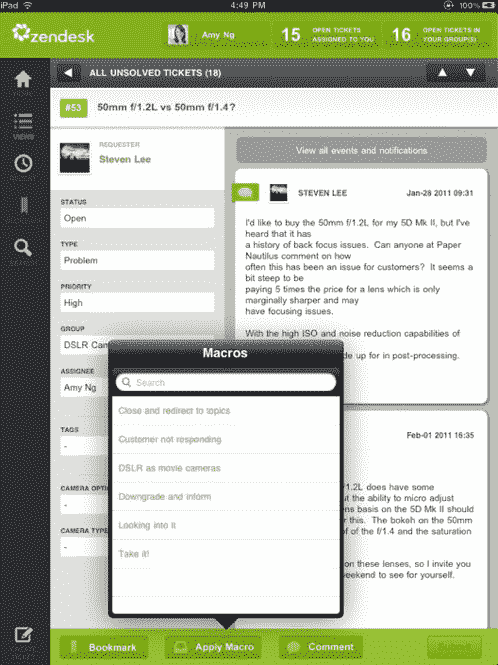 iPad 4:49 PM 100%
zendesk
Amy Ng
15 OPEN TICKETS ASSIGNED TO YOU
16 OPEN TICKETS IN YOUR GROUP(S)
ALL UNSOLVED TICKETS (18)
#53 50mm f/1.2L vs 50mm f/1.4?
VIEWS
REQUESTER
Steven Lee
STATUS
Open
TYPE
Problem
PRIORITY
High
GROUP
DSLR Cam
ASSIGNEE
Amy Ng
TAGS
-
CAMERA OPTI
-
CAMERA TYPE
-
View all events and notifications
STEVEN LEE Jan-28 2011 09:31
I'd like to buy the 50mm f/1.2L for my 5D Mk II, but I've
heard that it has
a history of back focus issues. Can anyone at Paper
Nautilus comment on how
often this has been an issue for customers? It seems a
bit steep to be
paying 5 times the price for a lens which is only
marginally sharper and may
have focusing issues.
With the high ISO and noise reduction capabilities of
de up for in post-processing.
Feb-01 2011 16:35
1.2L does have some
ut the ability to micro adjust
ns basis on the 5D Mk II should
r this. The bokeh on the 50mm
of the f/1.4 and the saturation
on these lenses, so I invite you
eekend to see for yourself.
Macros
Search
Close and redirect to topics
Customer not responding
DSLR as movie cameras
Downgrade and inform
Looking into it
Take it!
Bookmark
Apply Macro
Comment
Submit